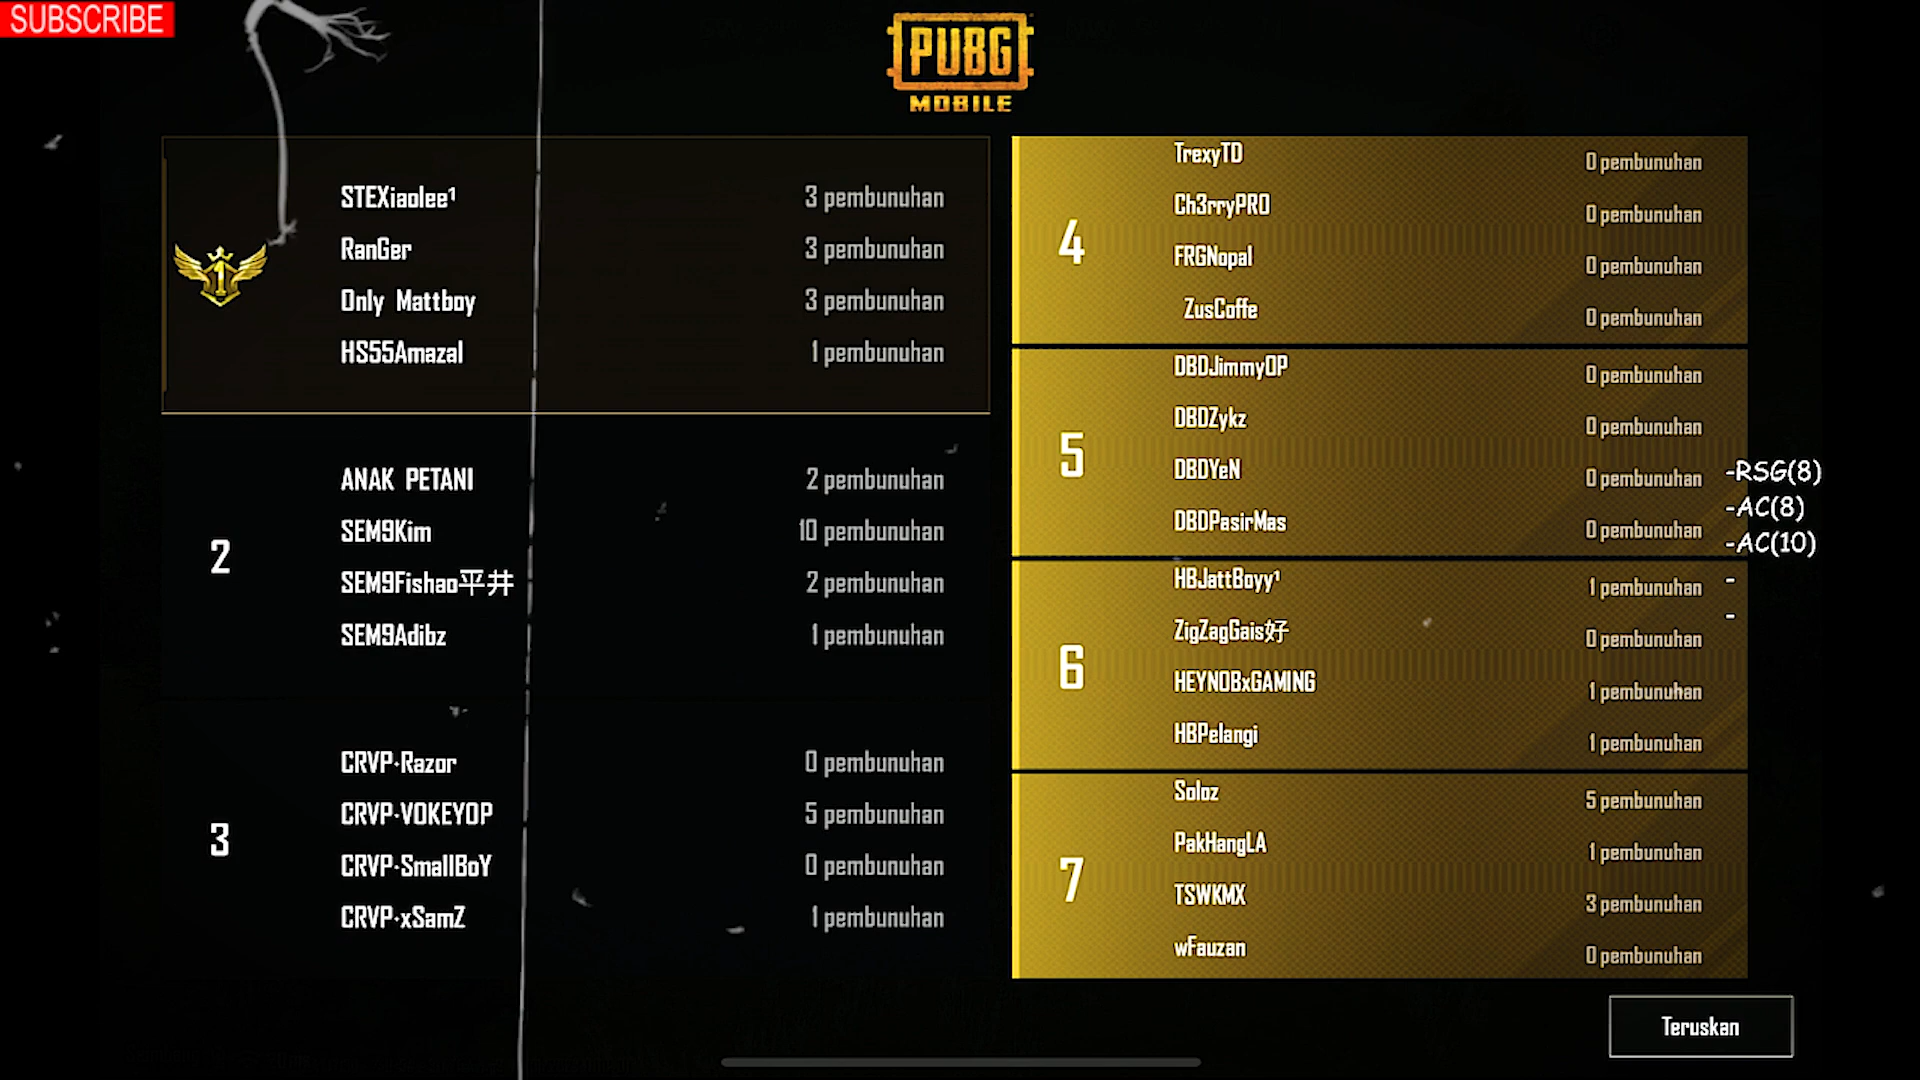 SUBSCRIBE
PUBG
MOBILE
1
STEXiaolee¹ 3 pembunuhan
RanGer 3 pembunuhan
Only Mattboy 3 pembunuhan
HS55Amazal 1 pembunuhan
2
ANAK PETANI 2 pembunuhan
SEM9Kim 10 pembunuhan
SEM9Fishao平井 2 pembunuhan
SEM9Adibz 1 pembunuhan
3
CRVP·Razor 0 pembunuhan
CRVP·VOKEYOP 5 pembunuhan
CRVP·SmallBoY 0 pembunuhan
CRVP·xSamZ 1 pembunuhan
4
TrexyTD 0 pembunuhan
Ch3rryPRO 0 pembunuhan
FRGNopal 0 pembunuhan
ZusCoffe 0 pembunuhan
5
DBDJimmyOP 0 pembunuhan
DBDZykz 0 pembunuhan
DBDYeN 0 pembunuhan
DBDPasirMas 0 pembunuhan
6
HBJattBoyy¹ 1 pembunuhan
ZigZagGais好 0 pembunuhan
HEYNOBxGAMING 1 pembunuhan
HBPelangi 1 pembunuhan
7
Soloz 5 pembunuhan
PakHangLA 1 pembunuhan
TSWKMX 3 pembunuhan
wFauzan 0 pembunuhan
-RSG(8)
-AC(8)
-AC(10)
-
-
Teruskan